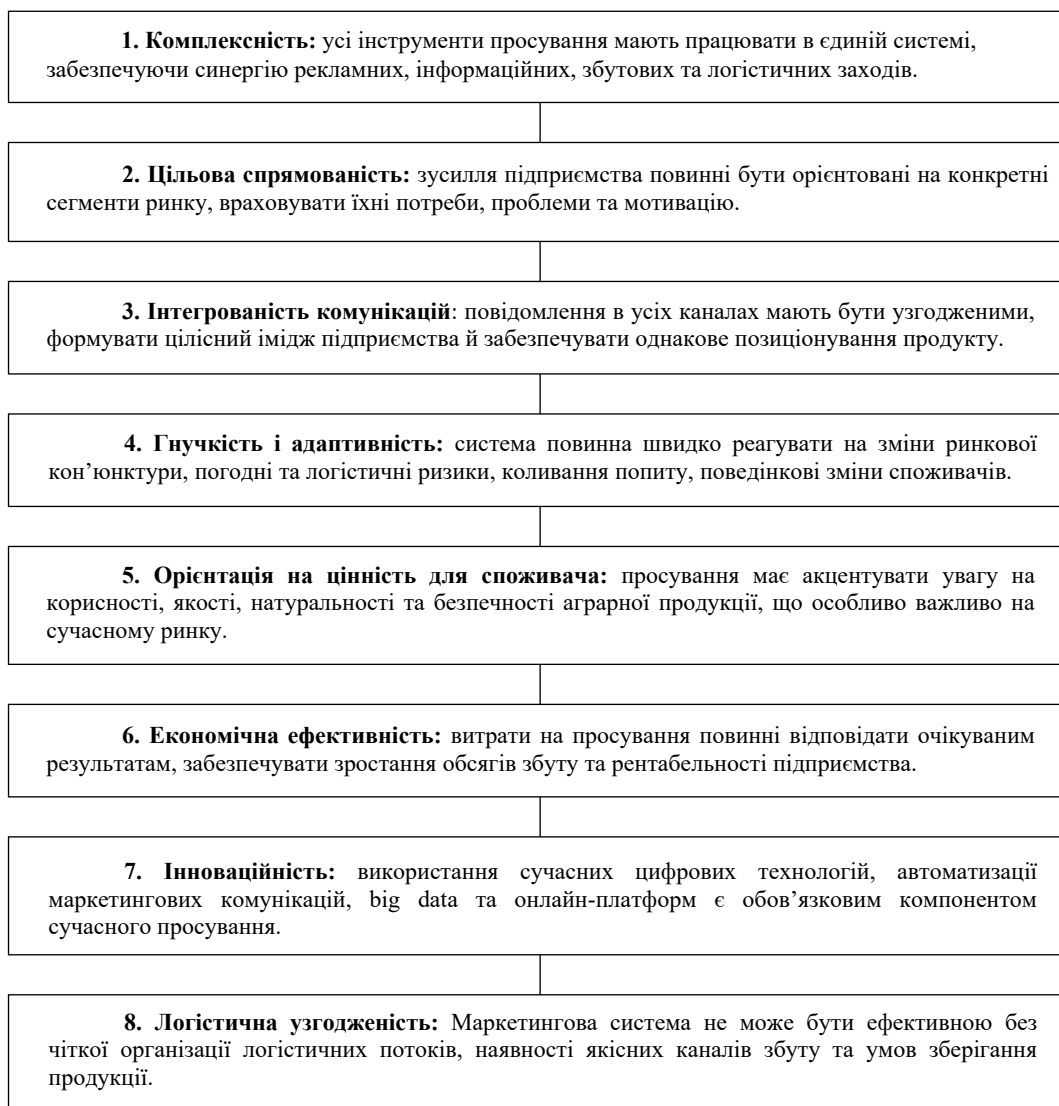 1. Комплексність: усі інструменти просування мають працювати в єдиній системі,
забезпечуючи синергію рекламних, інформаційних, збутових та логістичних заходів.
2. Цільова спрямованість: зусилля підприємства повинні бути орієнтовані на конкретні
сегменти ринку, враховувати їхні потреби, проблеми та мотивацію.
3. Інтегрованість комунікацій: повідомлення в усіх каналах мають бути узгодженими,
формувати цілісний імідж підприємства й забезпечувати однакове позиціонування продукту.
4. Гнучкість і адаптивність: система повинна швидко реагувати на зміни ринкової
кон’юнктури, погодні та логістичні ризики, коливання попиту, поведінкові зміни споживачів.
5. Орієнтація на цінність для споживача: просування має акцентувати увагу на
корисності, якості, натуральності та безпечності аграрної продукції, що особливо важливо на
сучасному ринку.
6. Економічна ефективність: витрати на просування повинні відповідати очікуваним
результатам, забезпечувати зростання обсягів збуту та рентабельності підприємства.
7. Інноваційність: використання сучасних цифрових технологій, автоматизації
маркетингових комунікацій, big data та онлайн-платформ є обов’язковим компонентом
сучасного просування.
8. Логістична узгодженість: Маркетингова система не може бути ефективною без
чіткої організації логістичних потоків, наявності якісних каналів збуту та умов зберігання
продукції.